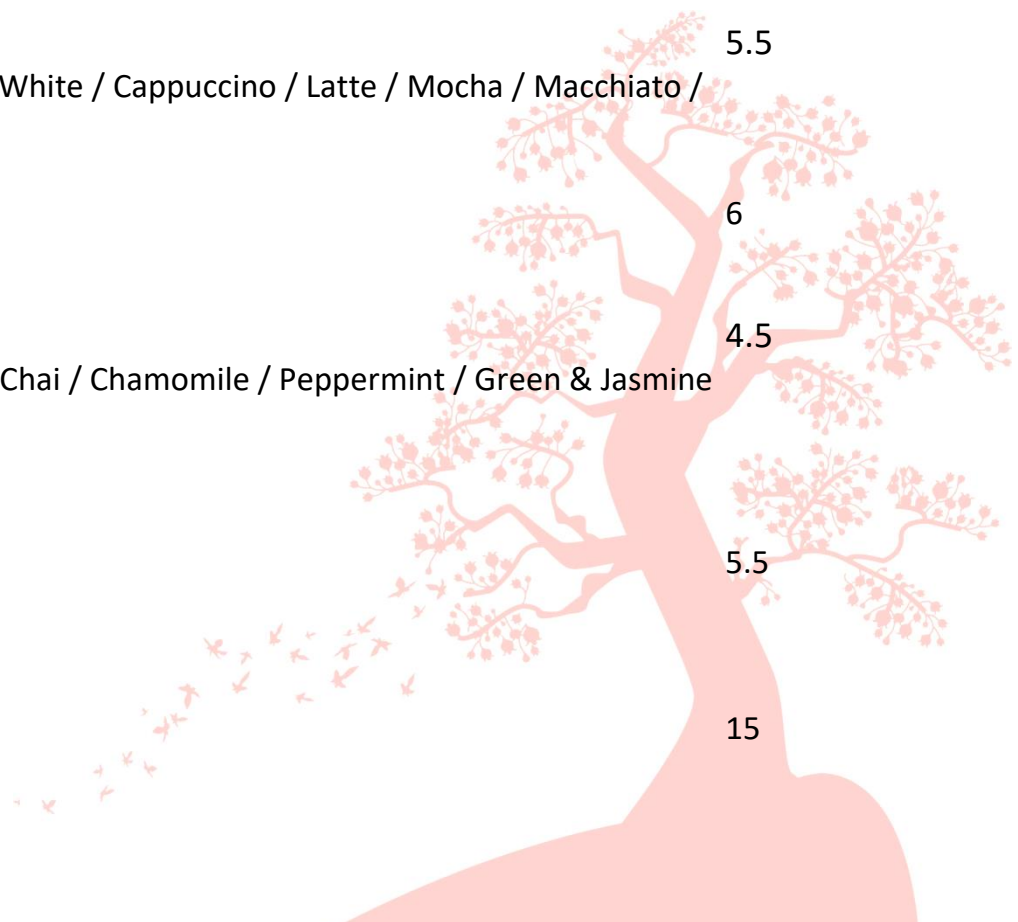 5.5
White / Cappuccino / Latte / Mocha / Macchiato /
6
4.5
Chai / Chamomile / Peppermint / Green & Jasmine
5.5
15